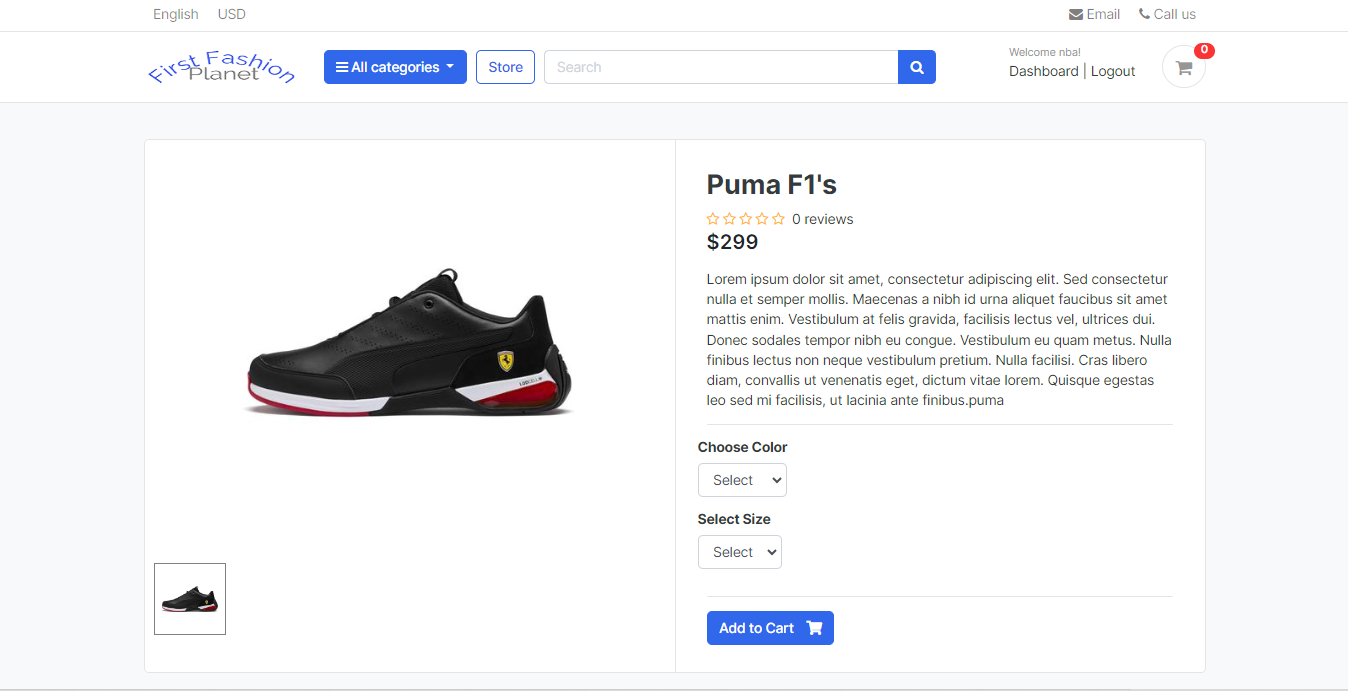 English USD Email Call us
First Fashion
Planet
All categories Store Search
Welcome nba!
Dashboard | Logout
0
Puma F1's
0 reviews
$299
Lorem ipsum dolor sit amet, consectetur adipiscing elit. Sed consectetur
nulla et semper mollis. Maecenas a nibh id urna aliquet faucibus sit amet
mattis enim. Vestibulum at felis gravida, facilisis lectus vel, ultrices dui.
Donec sodales tempor nibh eu congue. Vestibulum eu quam metus. Nulla
finibus lectus non neque vestibulum pretium. Nulla facilisi. Cras libero
diam, convallis ut venenatis eget, dictum vitae lorem. Quisque egestas
leo sed mi facilisis, ut lacinia ante finibus.puma
Choose Color
Select
Select Size
Select
Add to Cart